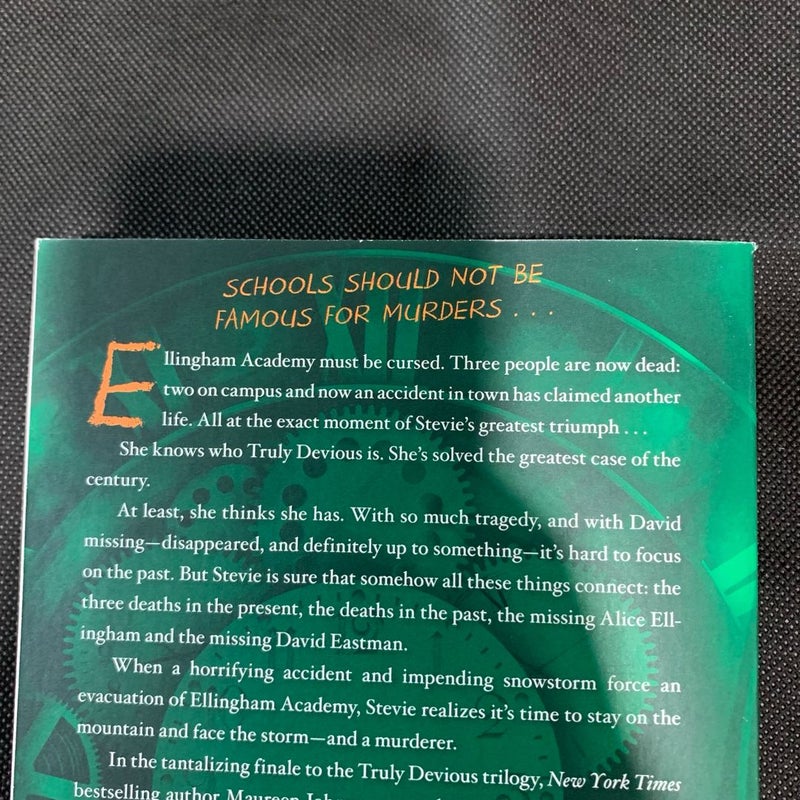 SCHOOLS SHOULD NOT BE
FAMOUS FOR MURDERS . . .
Ellingham Academy must be cursed. Three people are now dead:
two on campus and now an accident in town has claimed another
life. All at the exact moment of Stevie's greatest triumph . . .
She knows who Truly Devious is. She's solved the greatest case of the
century.
At least, she thinks she has. With so much tragedy, and with David
missing—disappeared, and definitely up to something—it's hard to focus
on the past. But Stevie is sure that somehow all these things connect: the
three deaths in the present, the deaths in the past, the missing Alice Ell-
ingham and the missing David Eastman.
When a horrifying accident and impending snowstorm force an
evacuation of Ellingham Academy, Stevie realizes it's time to stay on the
mountain and face the storm—and a murderer.
In the tantalizing finale to the Truly Devious trilogy, New York Times
bestselling author Maureen